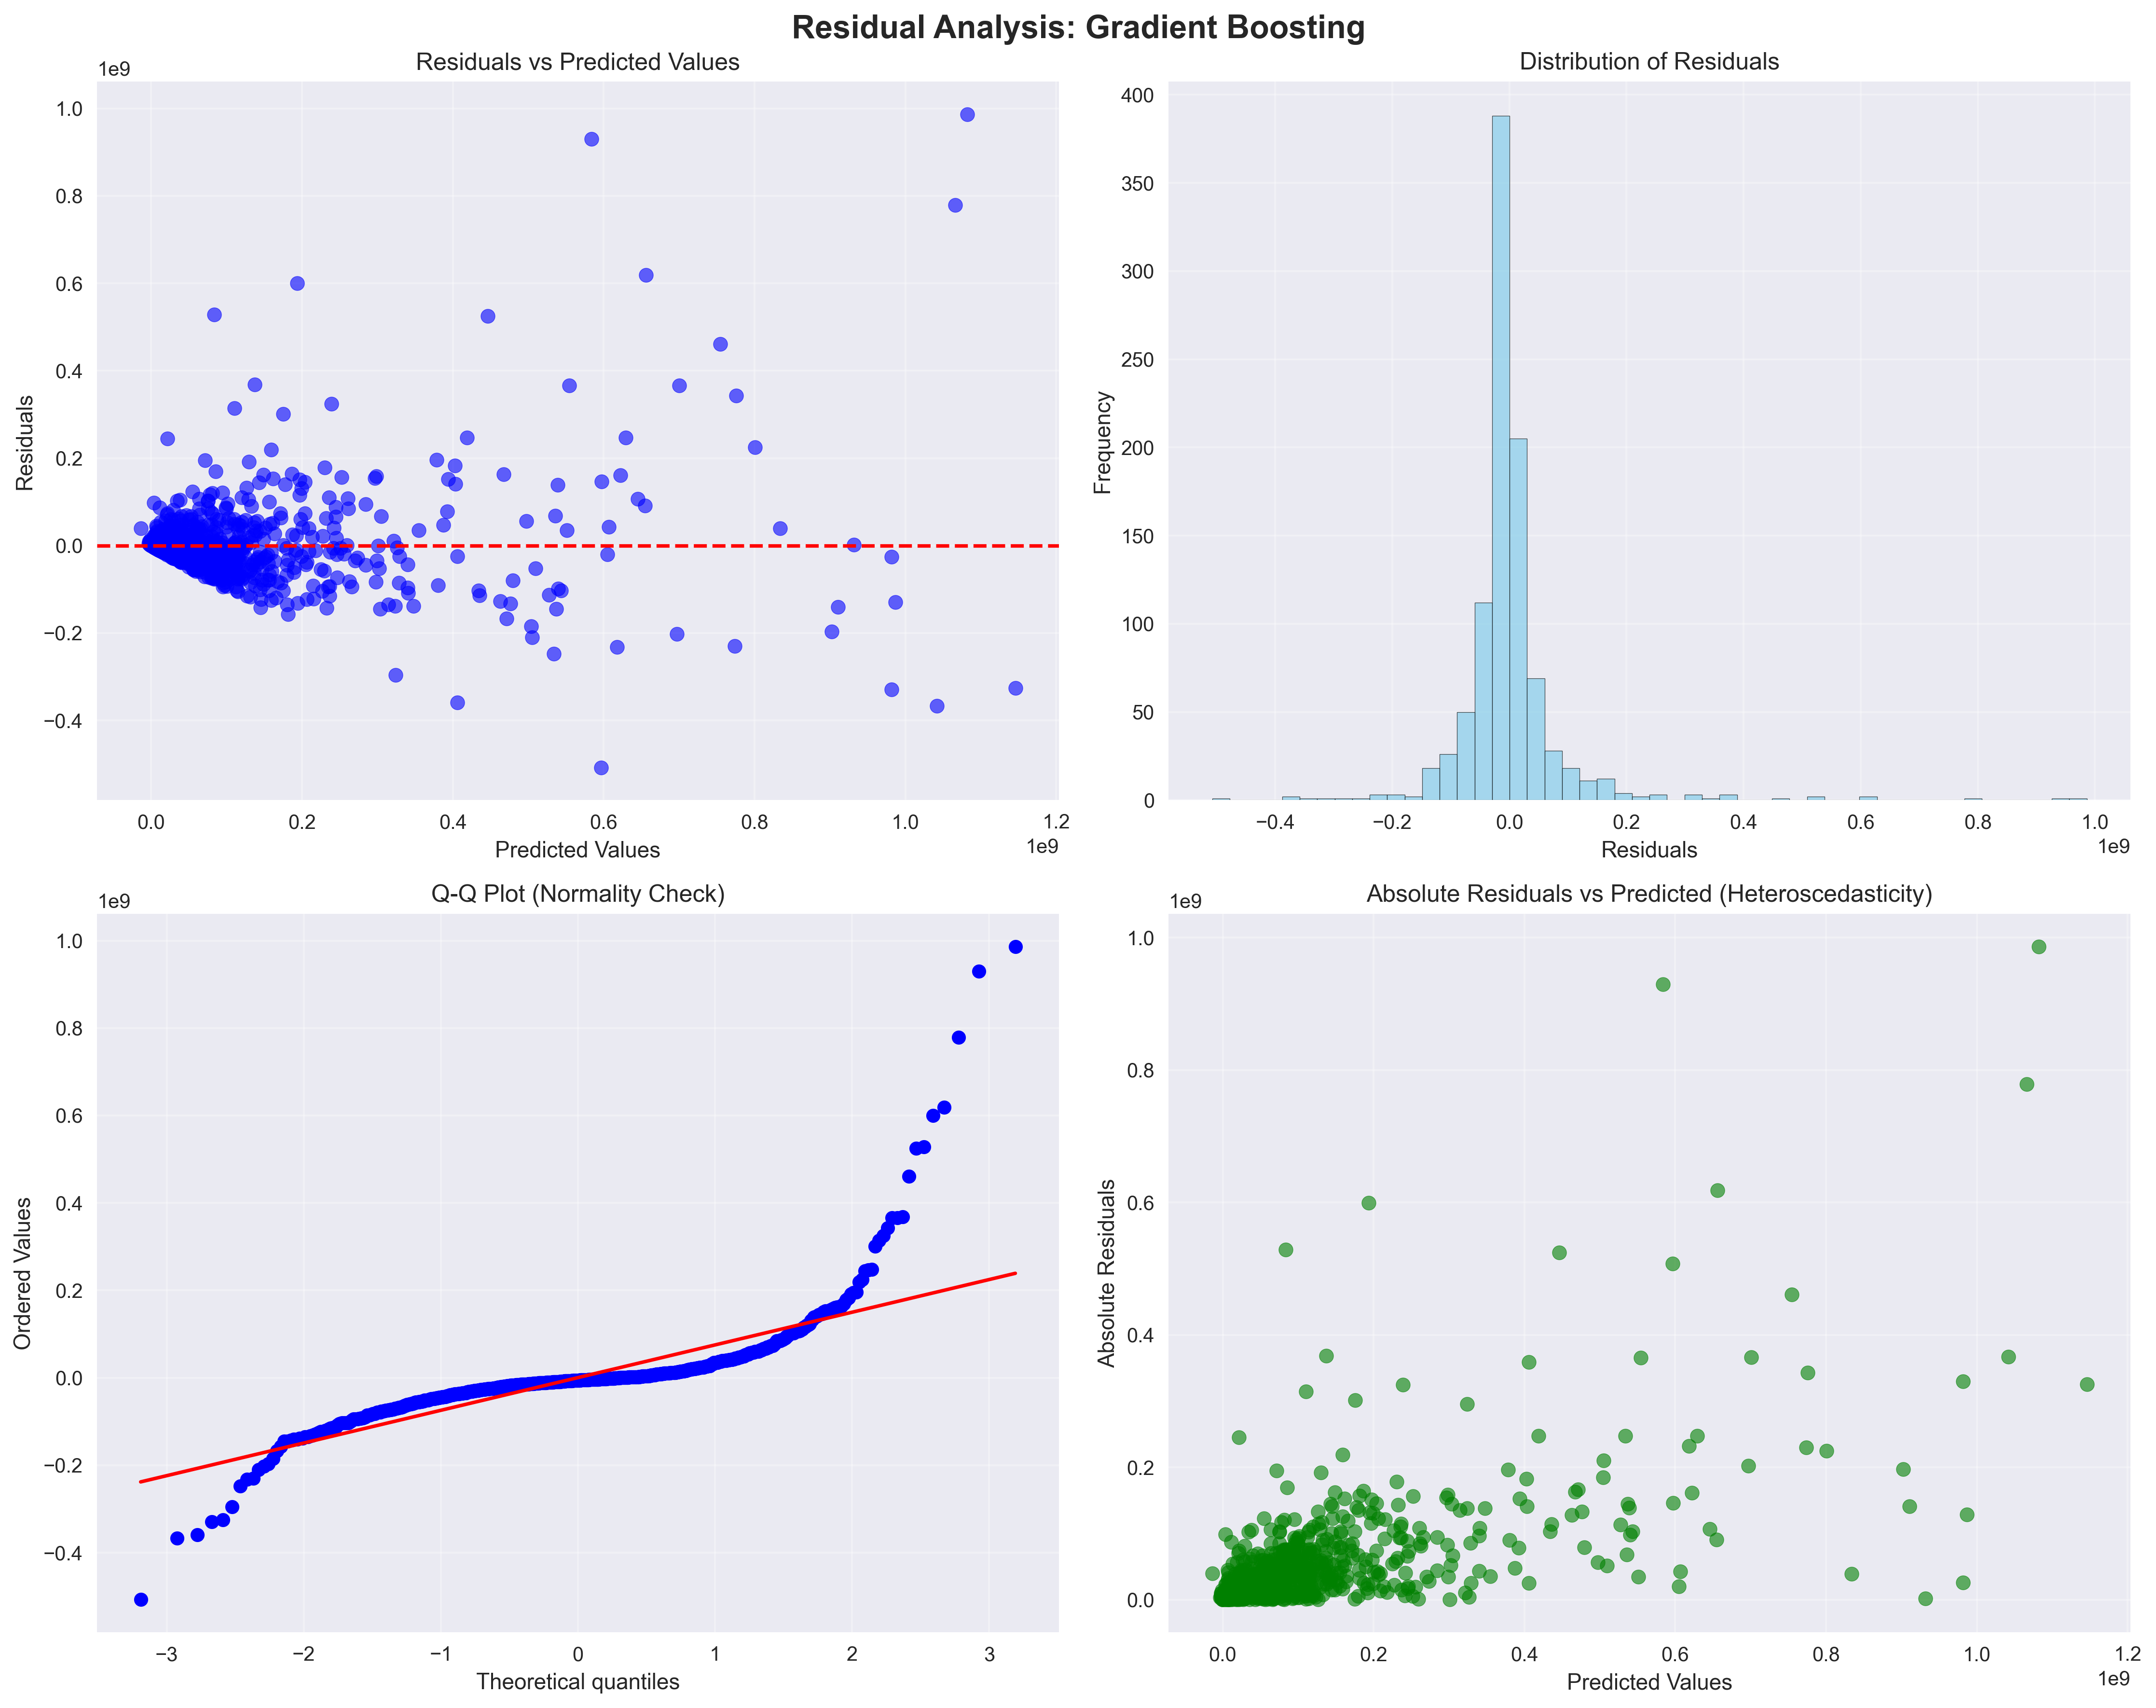 Residual Analysis: Gradient Boosting
Residuals vs Predicted Values
1e9
1.0
0.8
0.6
0.4
0.2
0.0
−0.2
−0.4
Residuals
0.0 0.2 0.4 0.6 0.8 1.0 1.2
1e9
Predicted Values
Distribution of Residuals
400
350
300
250
200
150
100
50
0
Frequency
−0.4 −0.2 0.0 0.2 0.4 0.6 0.8 1.0
1e9
Residuals
Q-Q Plot (Normality Check)
1e9
1.0
0.8
0.6
0.4
0.2
0.0
−0.2
−0.4
Ordered Values
−3 −2 −1 0 1 2 3
Theoretical quantiles
Absolute Residuals vs Predicted (Heteroscedasticity)
1e9
1.0
0.8
0.6
0.4
0.2
0.0
Absolute Residuals
0.0 0.2 0.4 0.6 0.8 1.0 1.2
1e9
Predicted Values